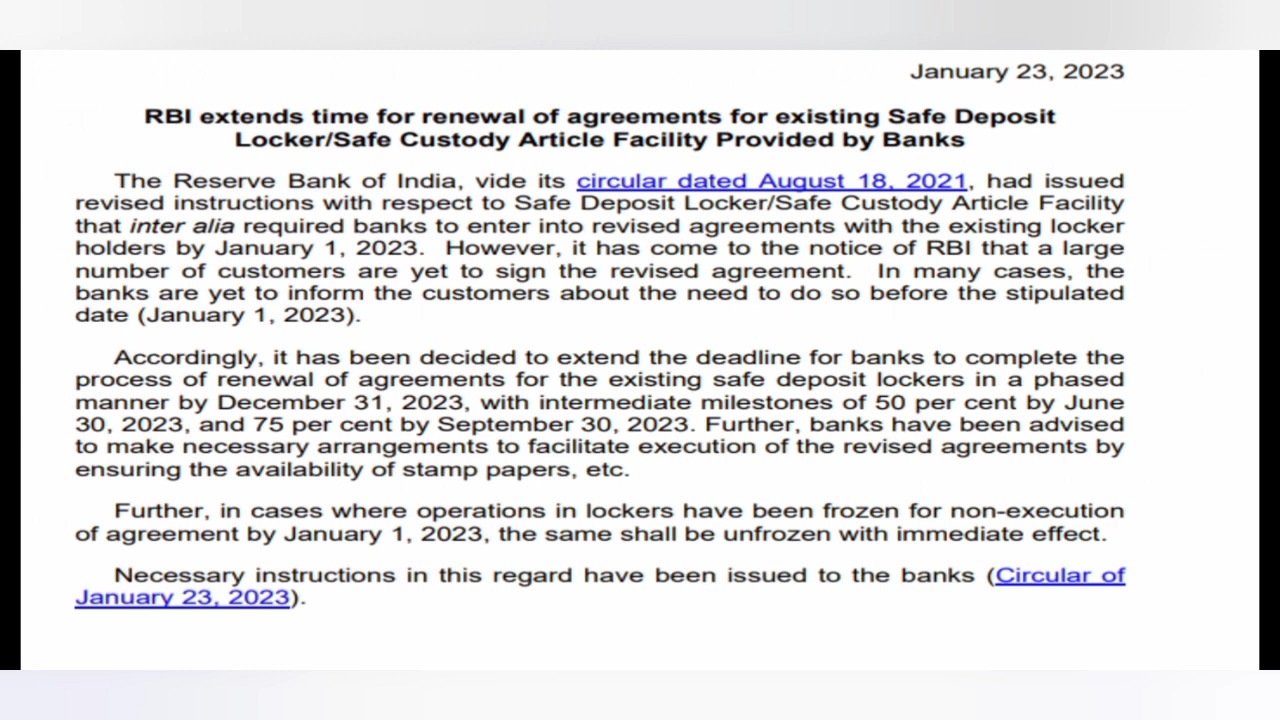 January 23, 2023
RBI extends time for renewal of agreements for existing Safe Deposit
Locker/Safe Custody Article Facility Provided by Banks
The Reserve Bank of India, vide its circular dated August 18, 2021, had issued
revised instructions with respect to Safe Deposit Locker/Safe Custody Article Facility
that inter alia required banks to enter into revised agreements with the existing locker
holders by January 1, 2023. However, it has come to the notice of RBI that a large
number of customers are yet to sign the revised agreement. In many cases, the
banks are yet to inform the customers about the need to do so before the stipulated
date (January 1, 2023).
Accordingly, it has been decided to extend the deadline for banks to complete the
process of renewal of agreements for the existing safe deposit lockers in a phased
manner by December 31, 2023, with intermediate milestones of 50 per cent by June
30, 2023, and 75 per cent by September 30, 2023. Further, banks have been advised
to make necessary arrangements to facilitate execution of the revised agreements by
ensuring the availability of stamp papers, etc.
Further, in cases where operations in lockers have been frozen for non-execution
of agreement by January 1, 2023, the same shall be unfrozen with immediate effect.
Necessary instructions in this regard have been issued to the banks (Circular of
January 23, 2023).